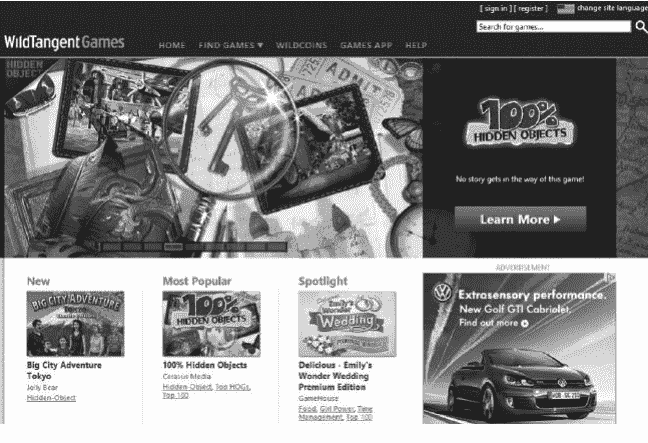 [ sign in ] [ register ] change site language
Search for games...
WildTangent Games
HOME FIND GAMES ▼ WILDCOINS GAMES APP HELP
HIDDEN
OBJECT
ADMIT
100%
HIDDEN OBJECTS
No story gets in the way of this game!
Learn More ▶
ADVERTISEMENT
New
BIG CITY ADVENTURE
Big City Adventure
Tokyo
Jolly Bear
Hidden-Object
Most Popular
100%
HIDDEN OBJECTS
100% Hidden Objects
Hidden-Object, Top HOGs,
Top 100
Spotlight
Emily's
Wonder
Wedding
Delicious - Emily's
Wonder Wedding
Premium Edition
GameHouse
Food, Girl Power, Time
Management, Top 100
Extrasensory performance.
New Golf GTI Cabriolet.
Find out more